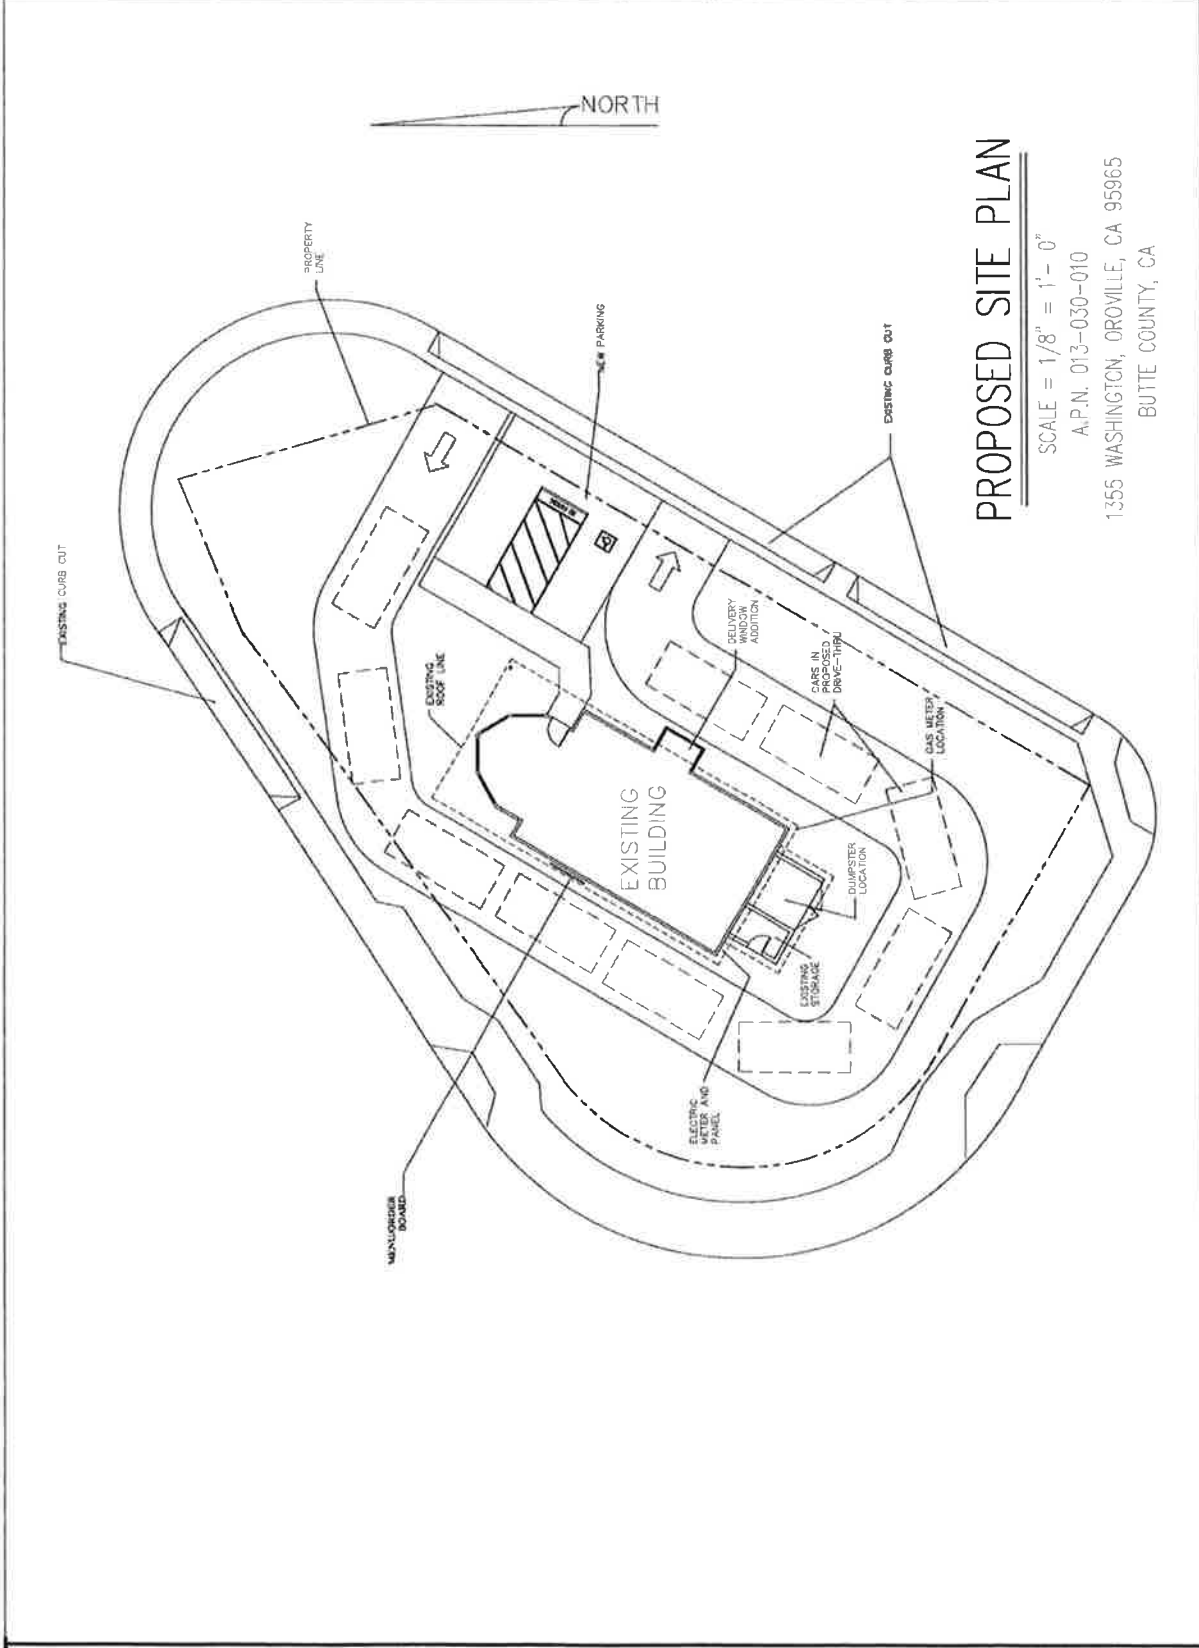 EXISTING CURB CUT
PROPERTY
LINE
NORTH
NEW PARKING
EXISTING CURB CUT
EXISTING
ROOF LINE
DELIVERY
WINDOW
ADDITION
CARS IN
PROPOSED
DRIVE-THRU
GAS METER
LOCATION
EXISTING
BUILDING
DUMPSTER
LOCATION
EXISTING
STORAGE
ELECTRIC
METER AND
PANEL
MENU/ORDER
BOARD
PROPOSED SITE PLAN
SCALE = 1/8" = 1'- 0"
A.P.N. 013-030-010
1355 WASHINGTON, OROVILLE, CA 95965
BUTTE COUNTY, CA